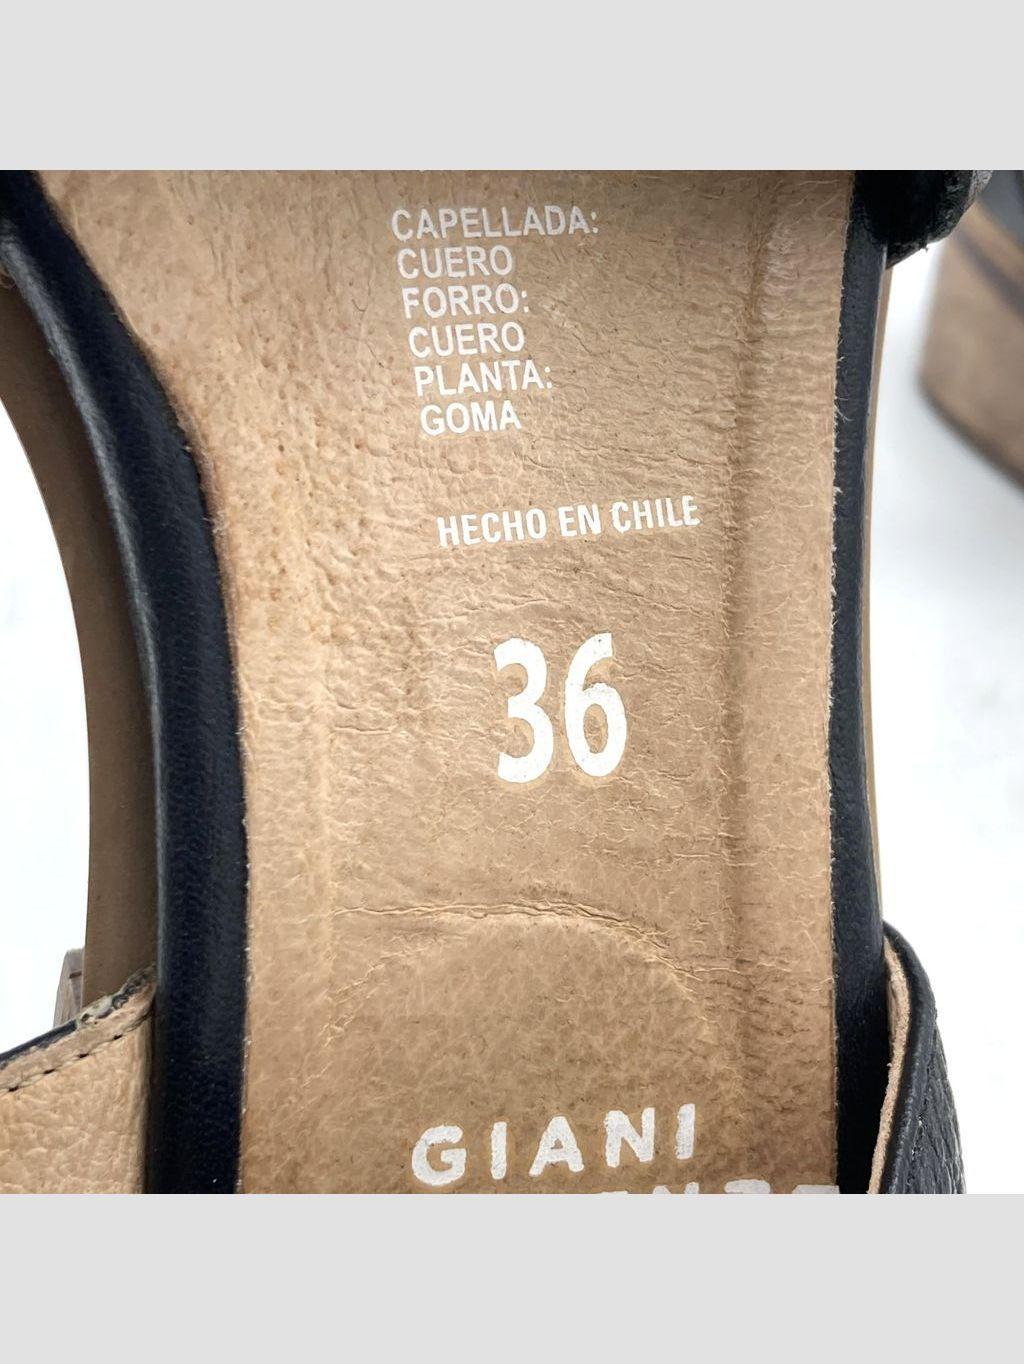 CAPELLADA:
CUERO
FORRO:
CUERO
PLANTA:
GOMA
HECHO EN CHILE
36
GIANI